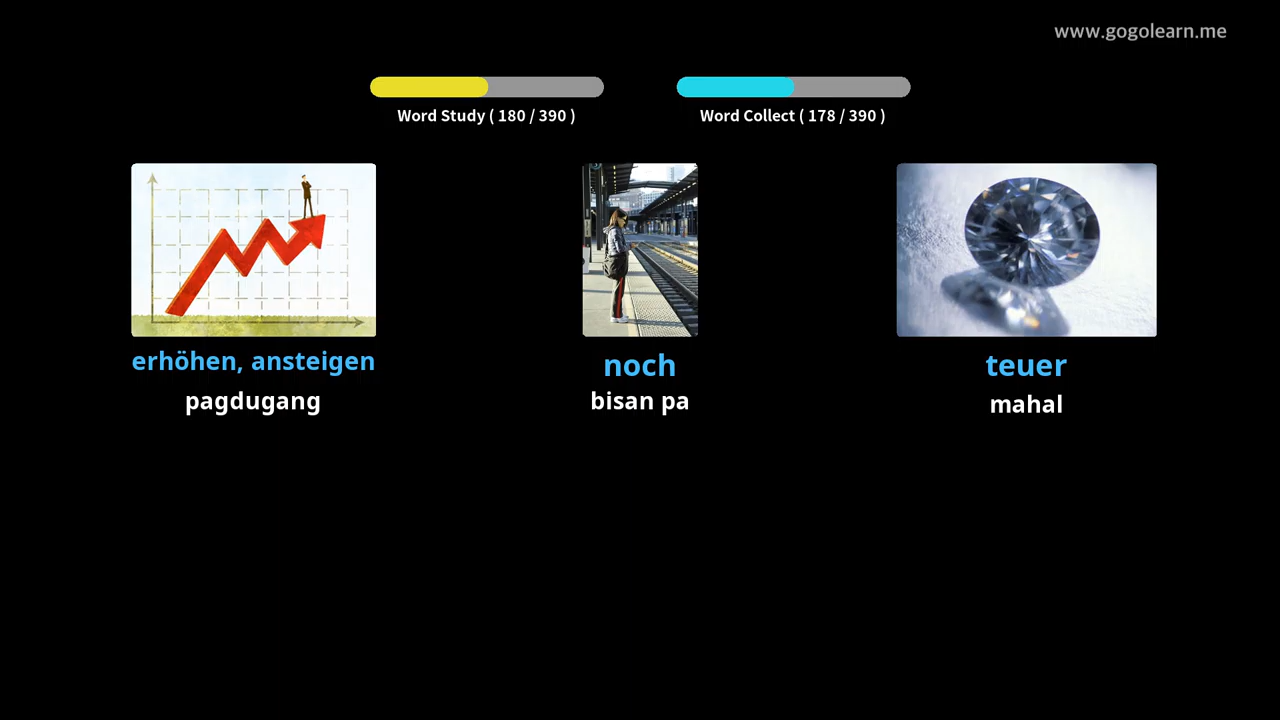 www.gogolearn.me
Word Study ( 180 / 390 )
Word Collect ( 178 / 390 )
erhöhen, ansteigen
pagdugang
noch
bisan pa
teuer
mahal